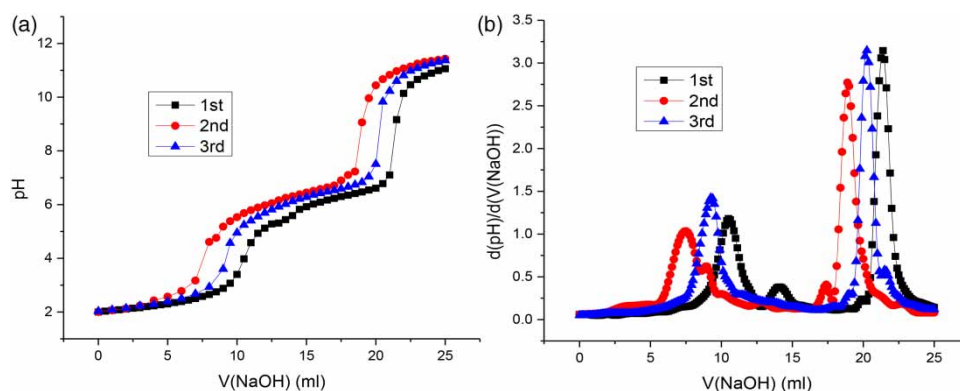 (a)
12
10
8
6
4
2
pH
1st
2nd
3rd
0 5 10 15 20 25
V(NaOH) (ml)
(b)
3.5
3.0
2.5
2.0
1.5
1.0
0.5
0.0
d(pH)/d(V(NaOH))
1st
2nd
3rd
0 5 10 15 20 25
V(NaOH) (ml)